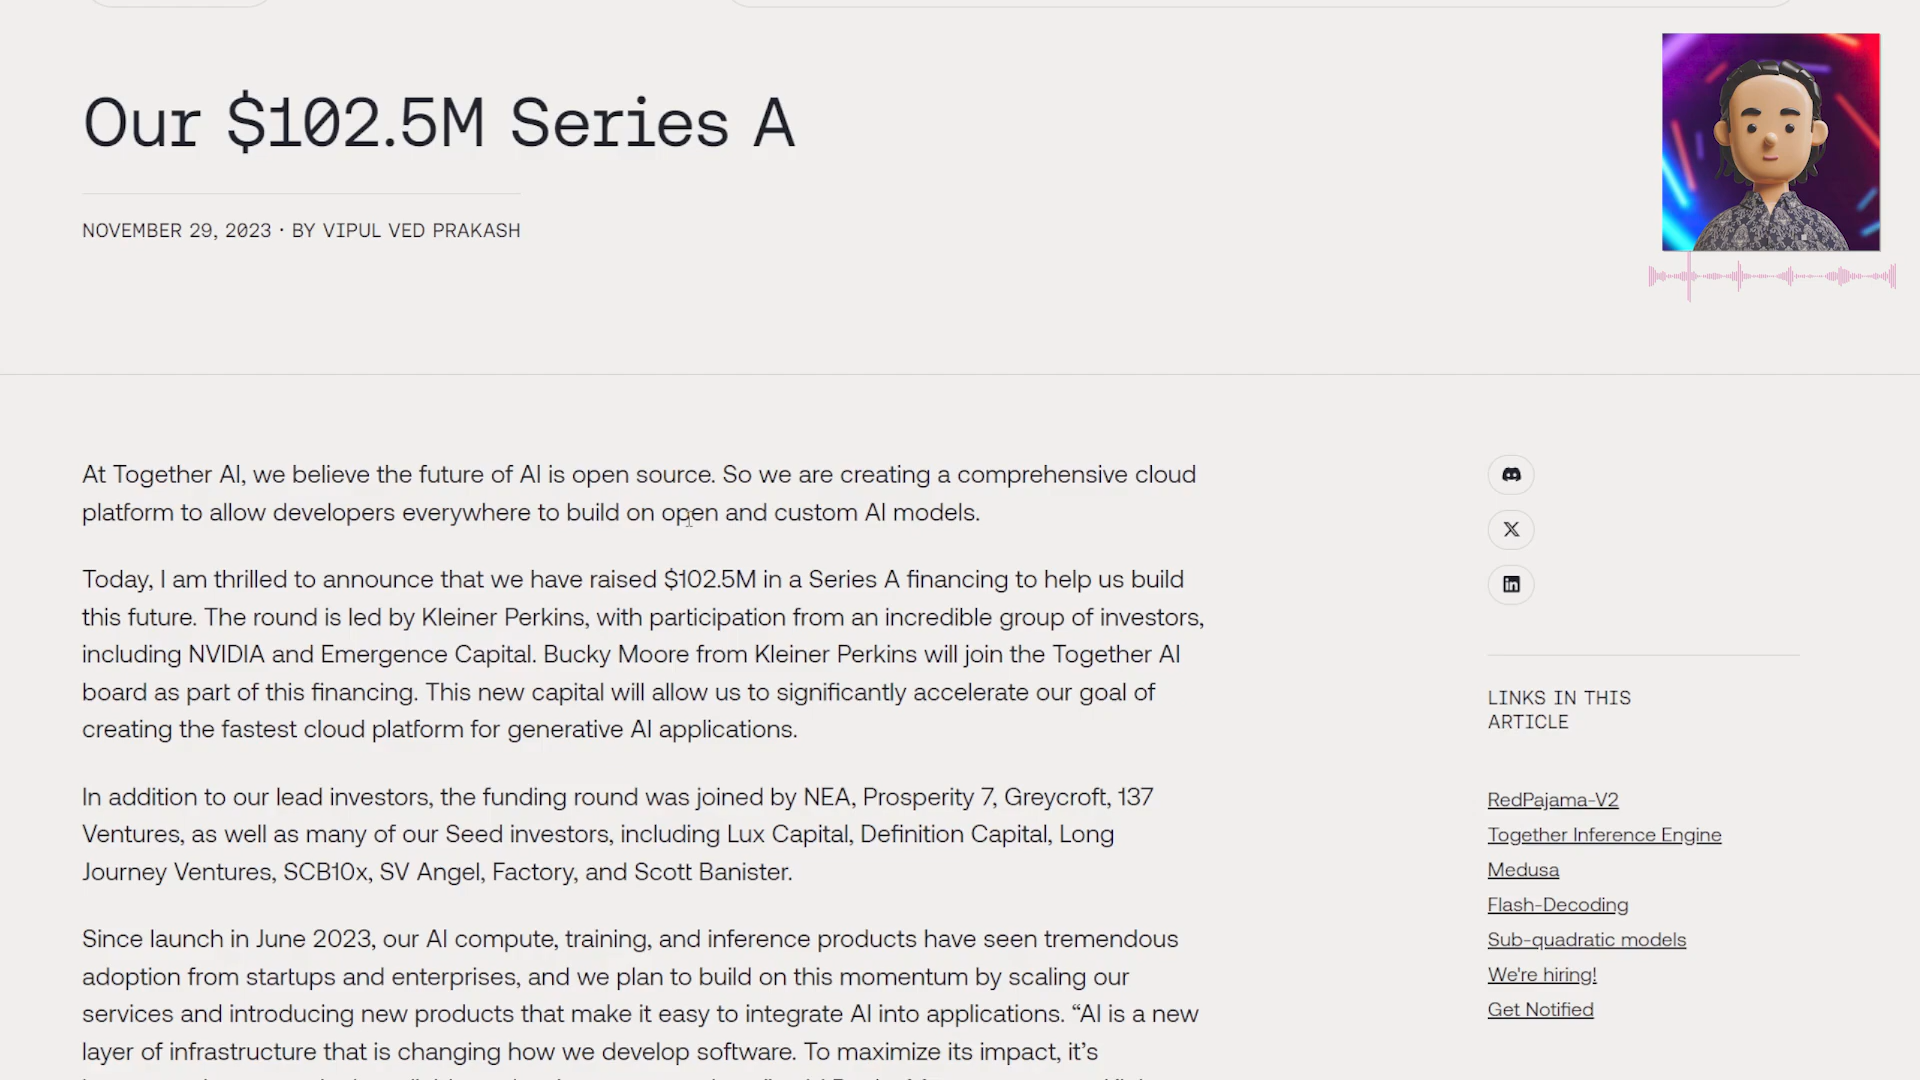 Our $102.5M Series A
NOVEMBER 29, 2023 · BY VIPUL VED PRAKASH
At Together AI, we believe the future of AI is open source. So we are creating a comprehensive cloud
platform to allow developers everywhere to build on open and custom AI models.
Today, I am thrilled to announce that we have raised $102.5M in a Series A financing to help us build
this future. The round is led by Kleiner Perkins, with participation from an incredible group of investors,
including NVIDIA and Emergence Capital. Bucky Moore from Kleiner Perkins will join the Together AI
board as part of this financing. This new capital will allow us to significantly accelerate our goal of
creating the fastest cloud platform for generative AI applications.
In addition to our lead investors, the funding round was joined by NEA, Prosperity 7, Greycroft, 137
Ventures, as well as many of our Seed investors, including Lux Capital, Definition Capital, Long
Journey Ventures, SCB10x, SV Angel, Factory, and Scott Banister.
Since launch in June 2023, our AI compute, training, and inference products have seen tremendous
adoption from startups and enterprises, and we plan to build on this momentum by scaling our
services and introducing new products that make it easy to integrate AI into applications. “AI is a new
layer of infrastructure that is changing how we develop software. To maximize its impact, it’s
LINKS IN THIS
ARTICLE
RedPajama-V2
Together Inference Engine
Medusa
Flash-Decoding
Sub-quadratic models
We're hiring!
Get Notified